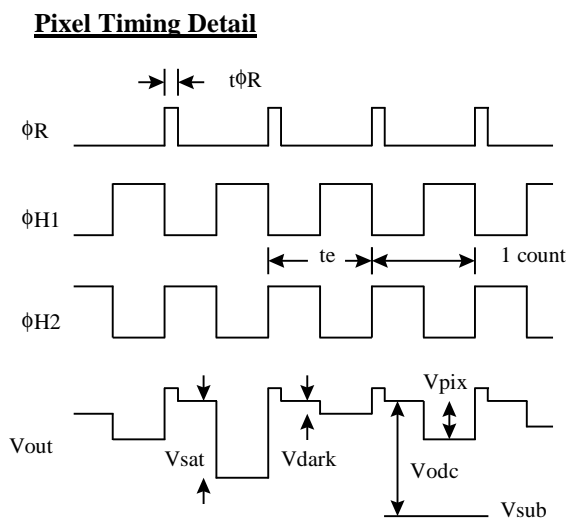 Pixel Timing Detail
tϕR
ϕR
ϕH1
te
1 count
ϕH2
Vpix
Vout
Vsat
Vdark
Vodc
Vsub